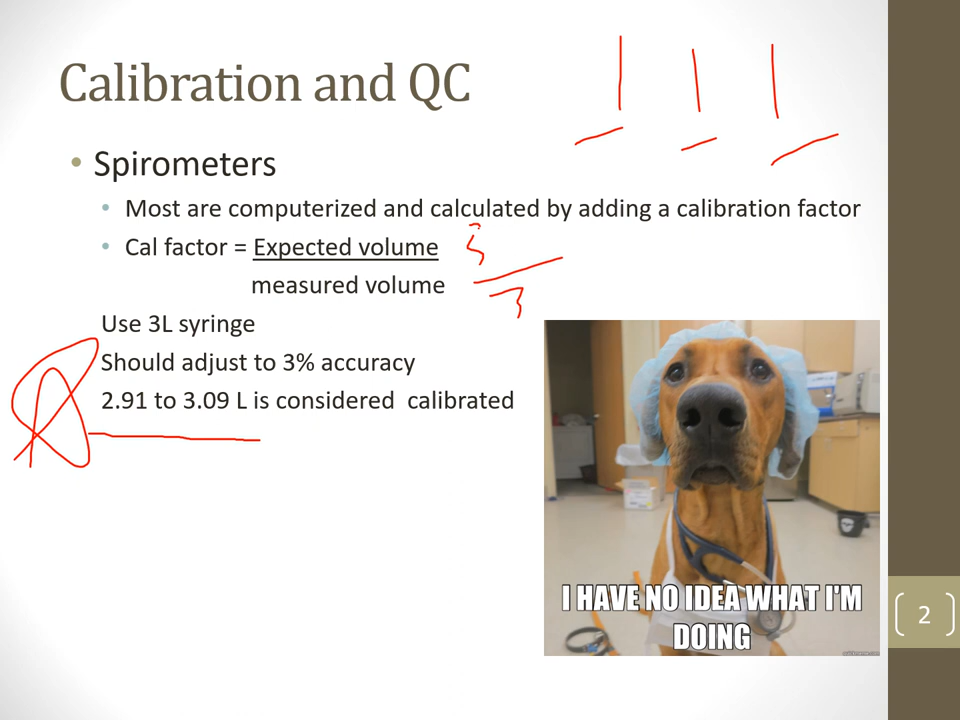 Calibration and QC
• Spirometers
• Most are computerized and calculated by adding a calibration factor
• Cal factor = Expected volume
measured volume
3
3
Use 3L syringe
Should adjust to 3% accuracy
2.91 to 3.09 L is considered calibrated
I HAVE NO IDEA WHAT I'M
DOING
2